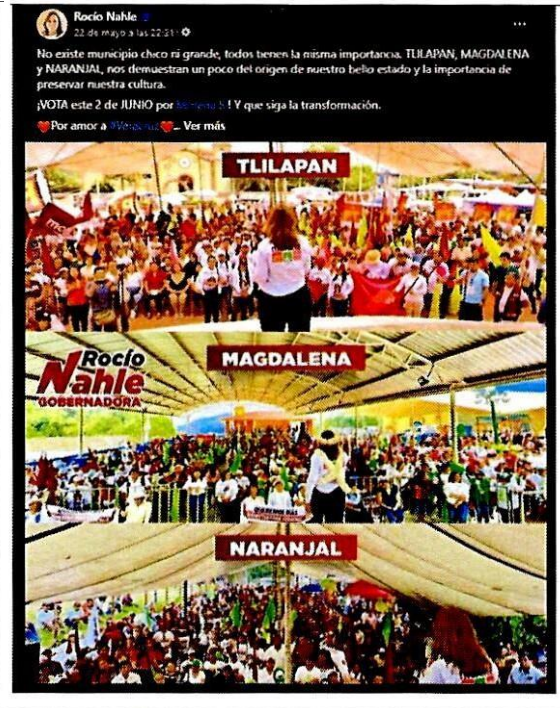 Rocío Nahle
22 de mayo a las 22:21
No existe municipio chico ni grande, todos tienen la misma importancia. TLILAPAN, MAGDALENA
y NARANJAL, nos demuestran un poco del origen de nuestro bello estado y la importancia de
preservar nuestra cultura.
¡VOTA este 2 de JUNIO por ! Y que siga la transformación.
Por amor a #Veracruz ... Ver más
TLILAPAN
Rocío
Nahle
GOBERNADORA
MAGDALENA
NARANJAL